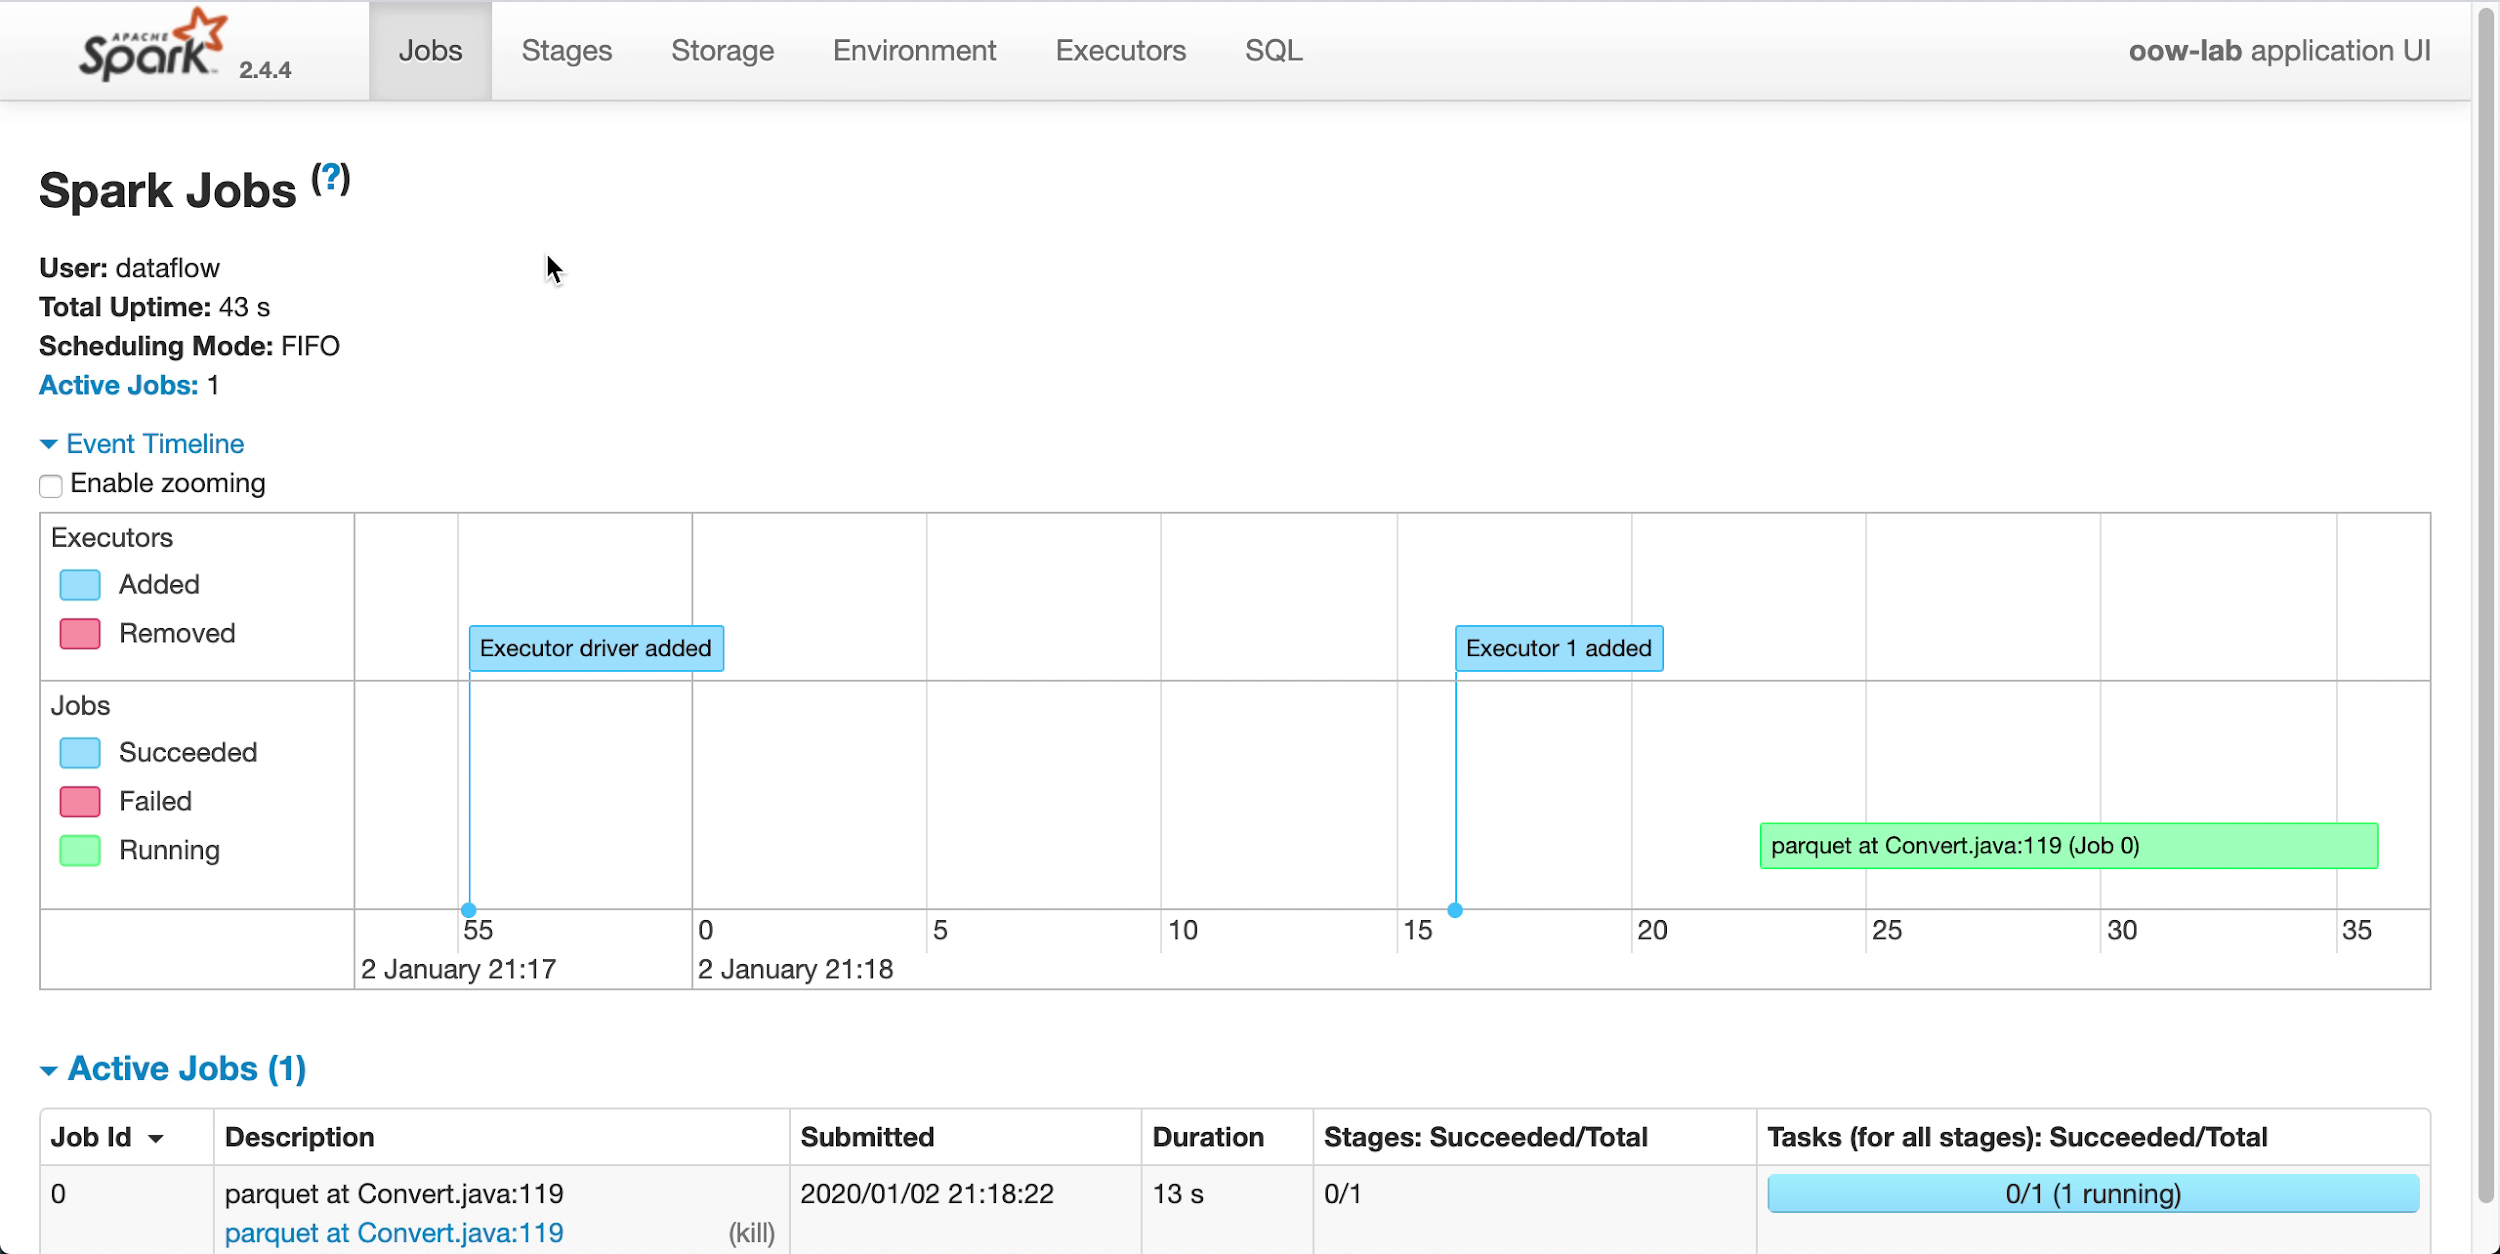 APACHE
Spark 2.4.4 Jobs Stages Storage Environment Executors SQL oow-lab application UI
Spark Jobs (?)
User: dataflow
Total Uptime: 43 s
Scheduling Mode: FIFO
Active Jobs: 1
Event Timeline
Enable zooming
Executors
Added
Removed
Executor driver added
Executor 1 added
Jobs
Succeeded
Failed
Running
parquet at Convert.java:119 (Job 0)
55 0 5 10 15 20 25 30 35
2 January 21:17 2 January 21:18
Active Jobs (1)
Job Id Description Submitted Duration Stages: Succeeded/Total Tasks (for all stages): Succeeded/Total
0 parquet at Convert.java:119 2020/01/02 21:18:22 13 s 0/1 0/1 (1 running)
parquet at Convert.java:119 (kill)